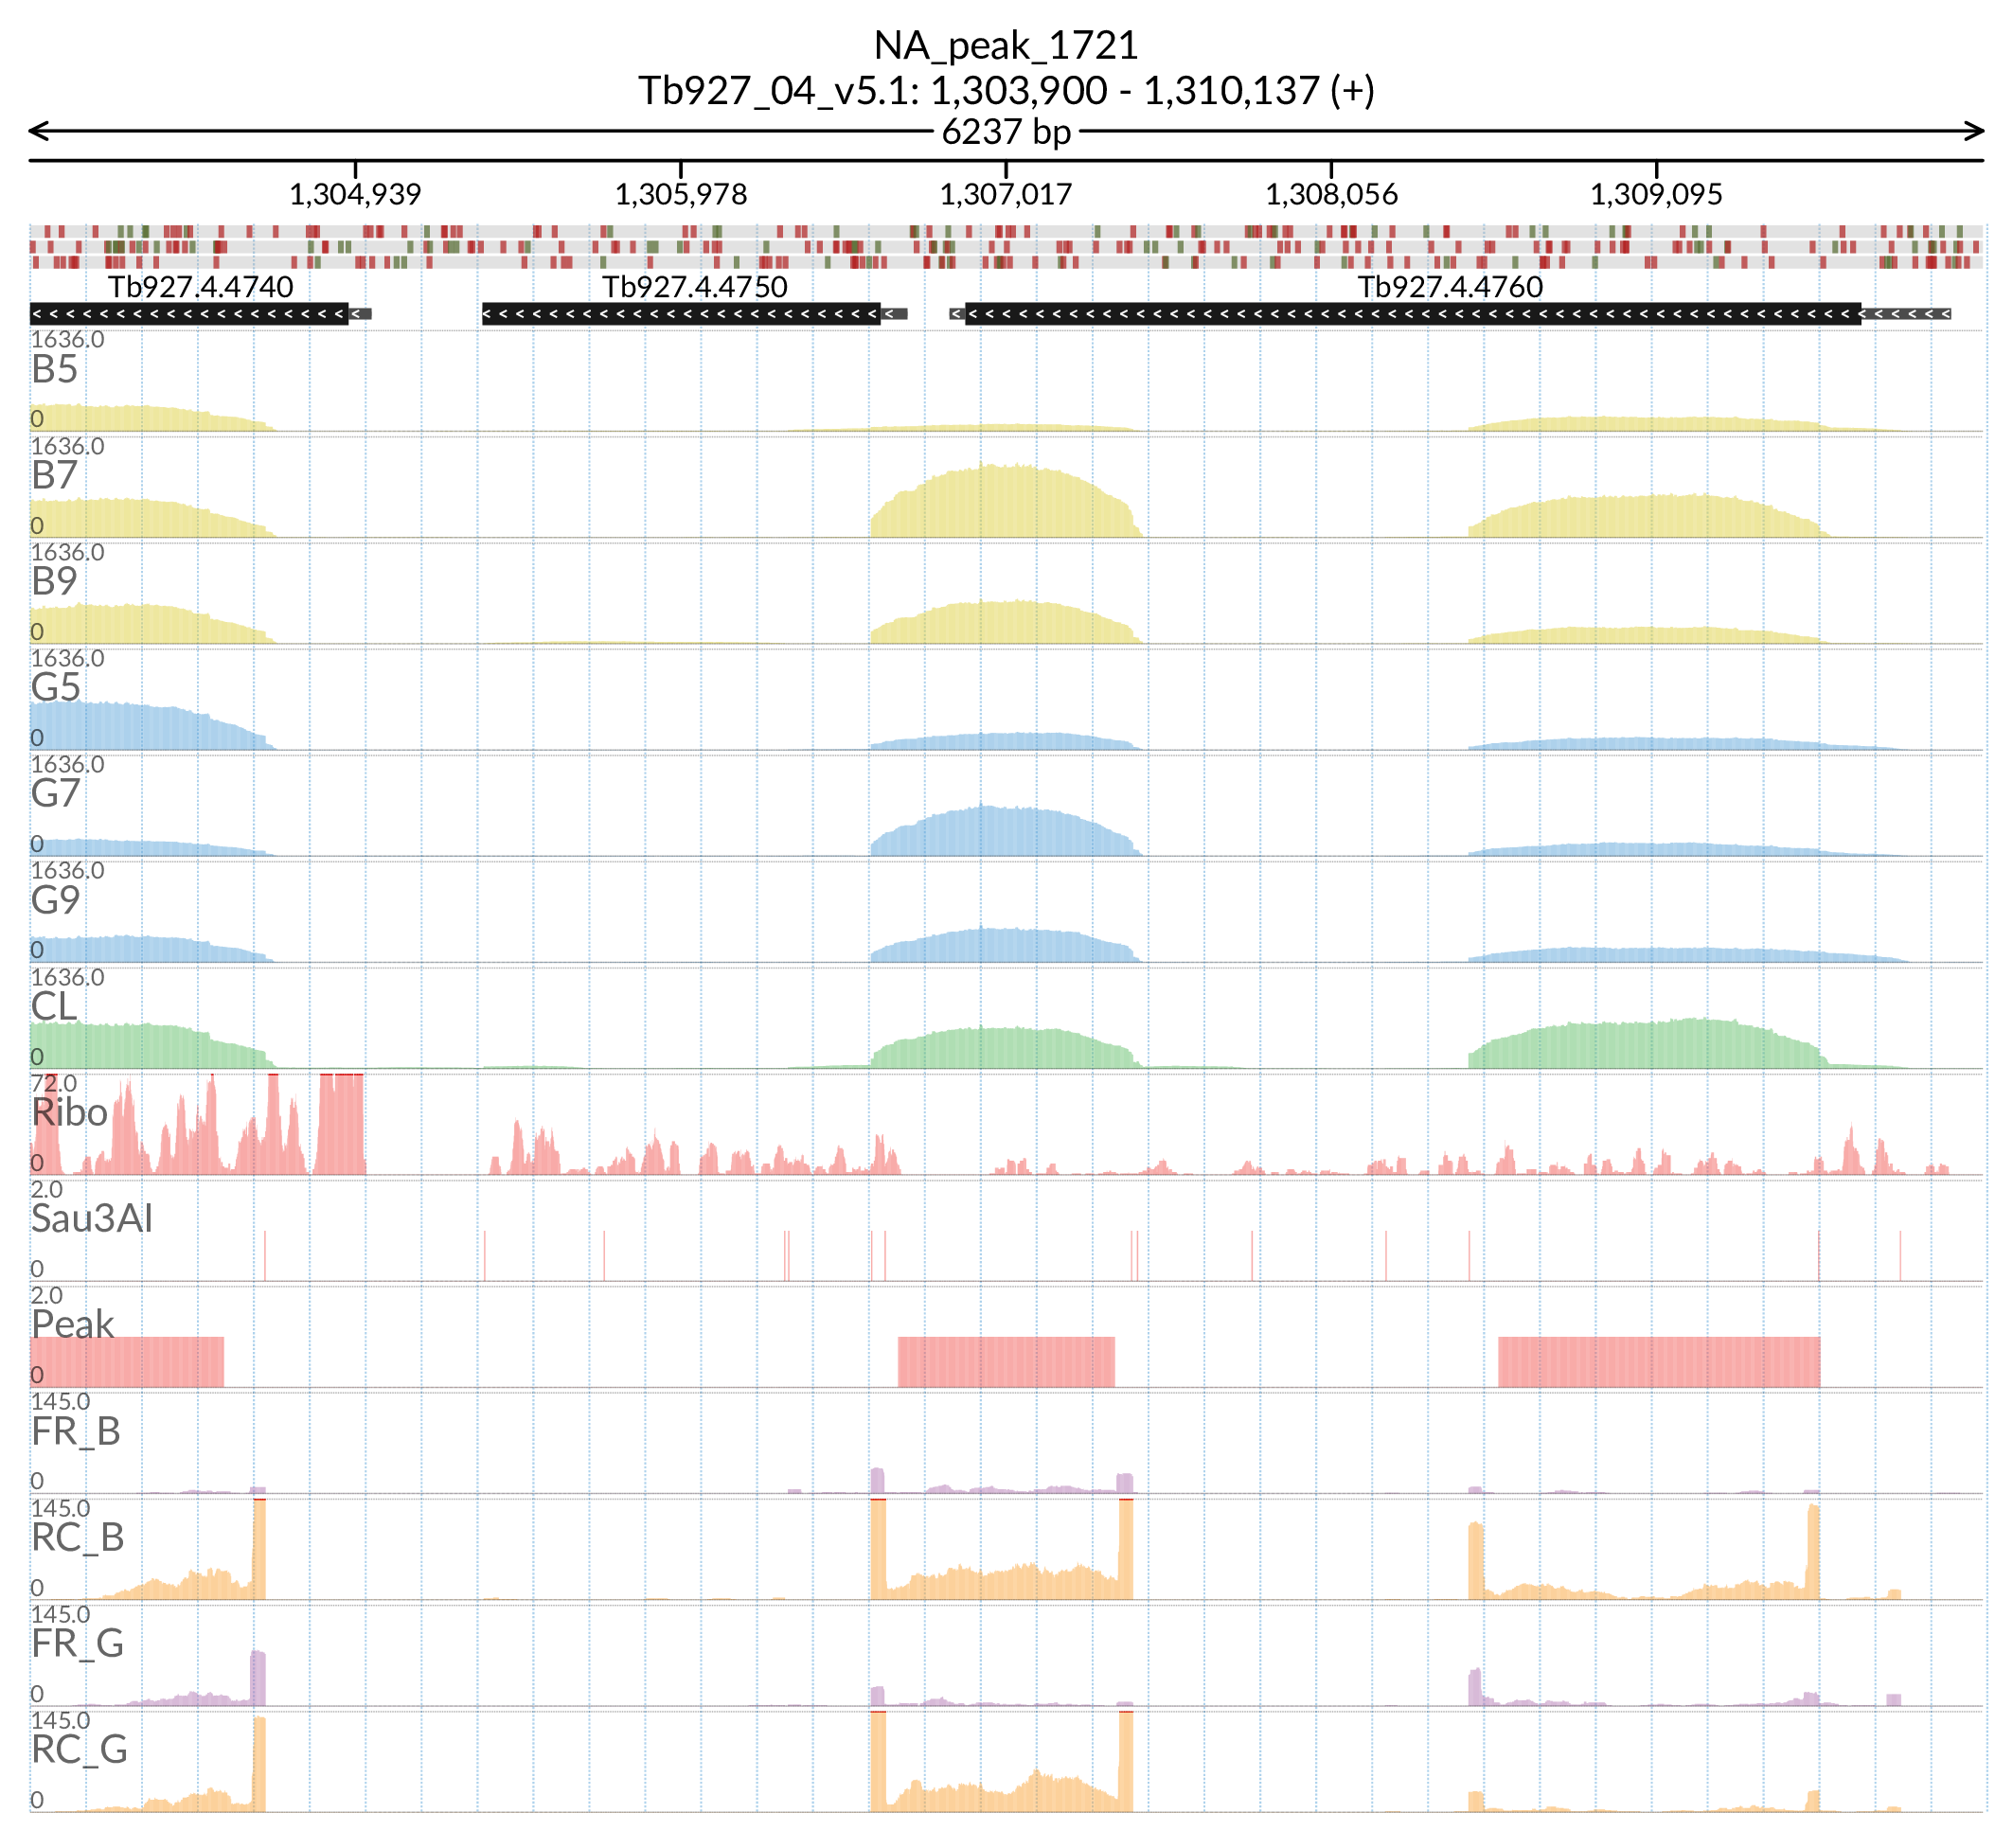 NA_peak_1721
Tb927_04_v5.1: 1,303,900 - 1,310,137 (+)
6237 bp
1,304,939 1,305,978 1,307,017 1,308,056 1,309,095
Tb927.4.4740 Tb927.4.4750 Tb927.4.4760
1636.0
B5
0
1636.0
B7
0
1636.0
B9
0
1636.0
G5
0
1636.0
G7
0
1636.0
G9
0
1636.0
CL
0
72.0
Ribo
0
2.0
Sau3AI
0
2.0
Peak
0
145.0
FR_B
0
145.0
RC_B
0
145.0
FR_G
0
145.0
RC_G
0